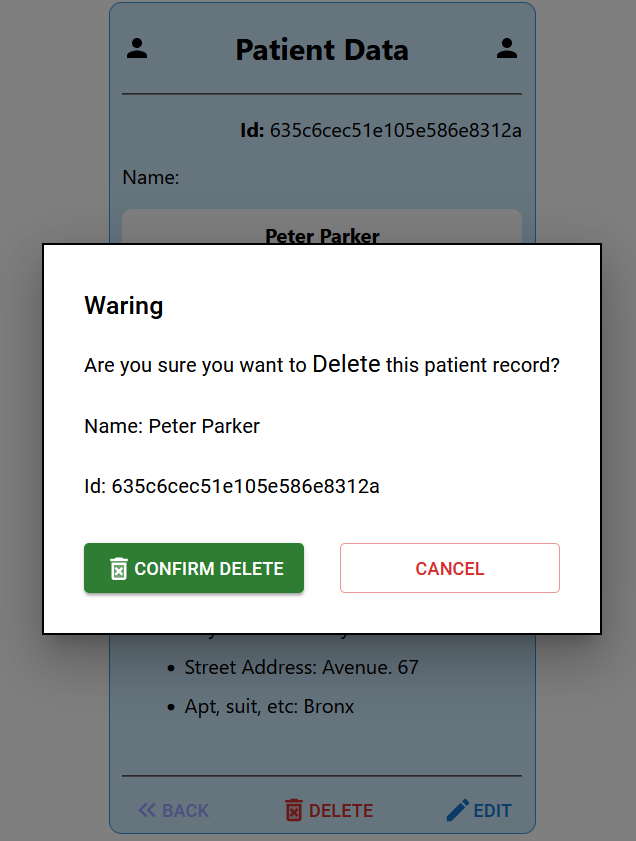 Patient Data
Id: 635c6cec51e105e586e8312a
Name:
Peter Parker
Waring
Are you sure you want to Delete this patient record?
Name: Peter Parker
Id: 635c6cec51e105e586e8312a
CONFIRM DELETE
CANCEL
Street Address: Avenue. 67
Apt, suit, etc: Bronx
BACK
DELETE
EDIT